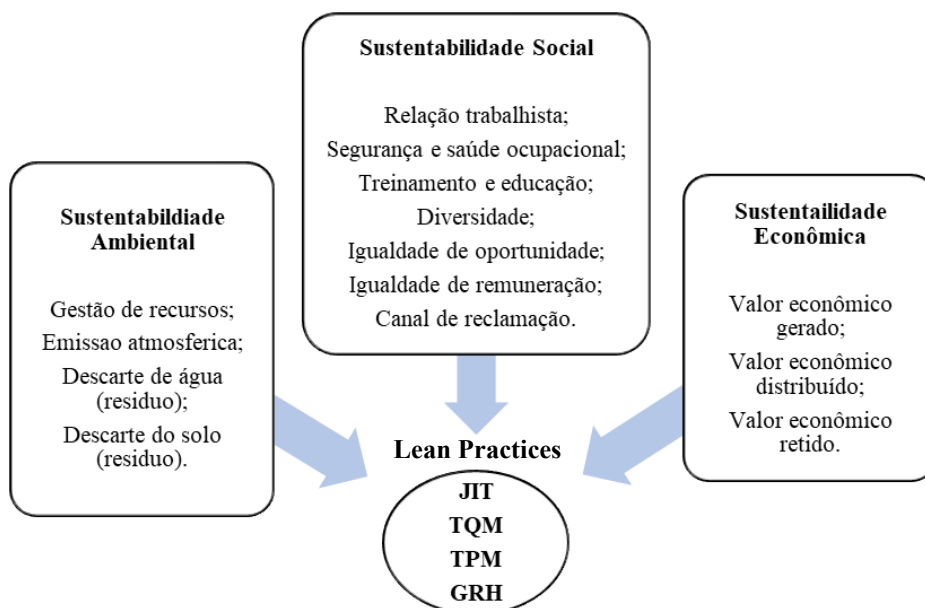 Sustentabilidade Social
Relação trabalhista;
Segurança e saúde ocupacional;
Treinamento e educação;
Diversidade;
Igualdade de oportunidade;
Igualdade de remuneração;
Canal de reclamação.
Sustentabildiade
Ambiental
Gestão de recursos;
Emissao atmosferica;
Descarte de água
(residuo);
Descarte do solo
(residuo).
Sustentailidade
Econômica
Valor econômico
gerado;
Valor econômico
distribuído;
Valor econômico
retido.
Lean Practices
JIT
TQM
TPM
GRH